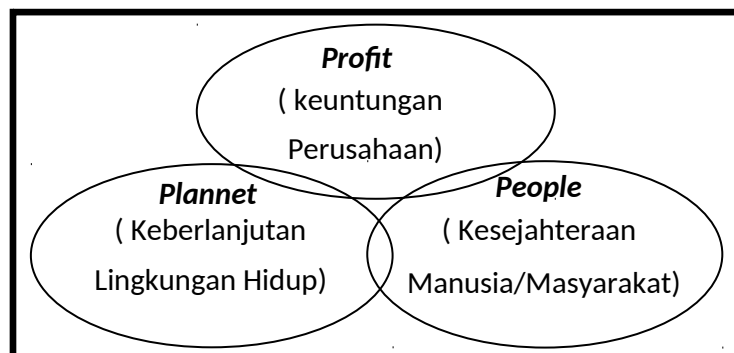 Profit
( keuntungan
Perusahaan)
Plannet
( Keberlanjutan
Lingkungan Hidup)
People
( Kesejahteraan
Manusia/Masyarakat)